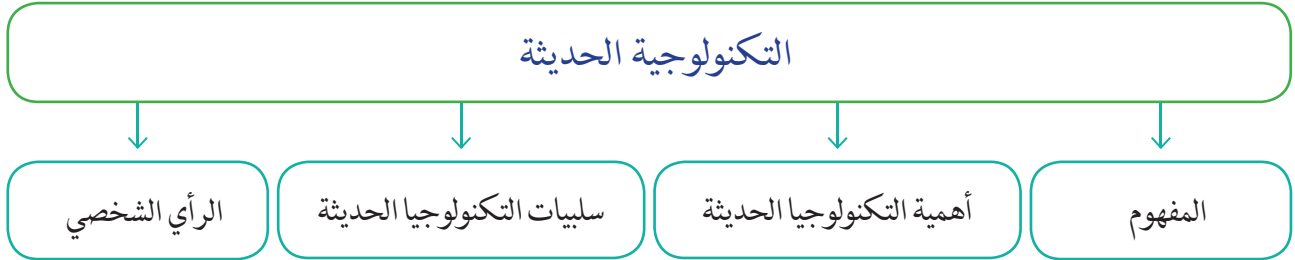 التكنولوجية الحديثة
المفهوم
أهمية التكنولوجيا الحديثة
سلبيات التكنولوجيا الحديثة
الرأي الشخصي